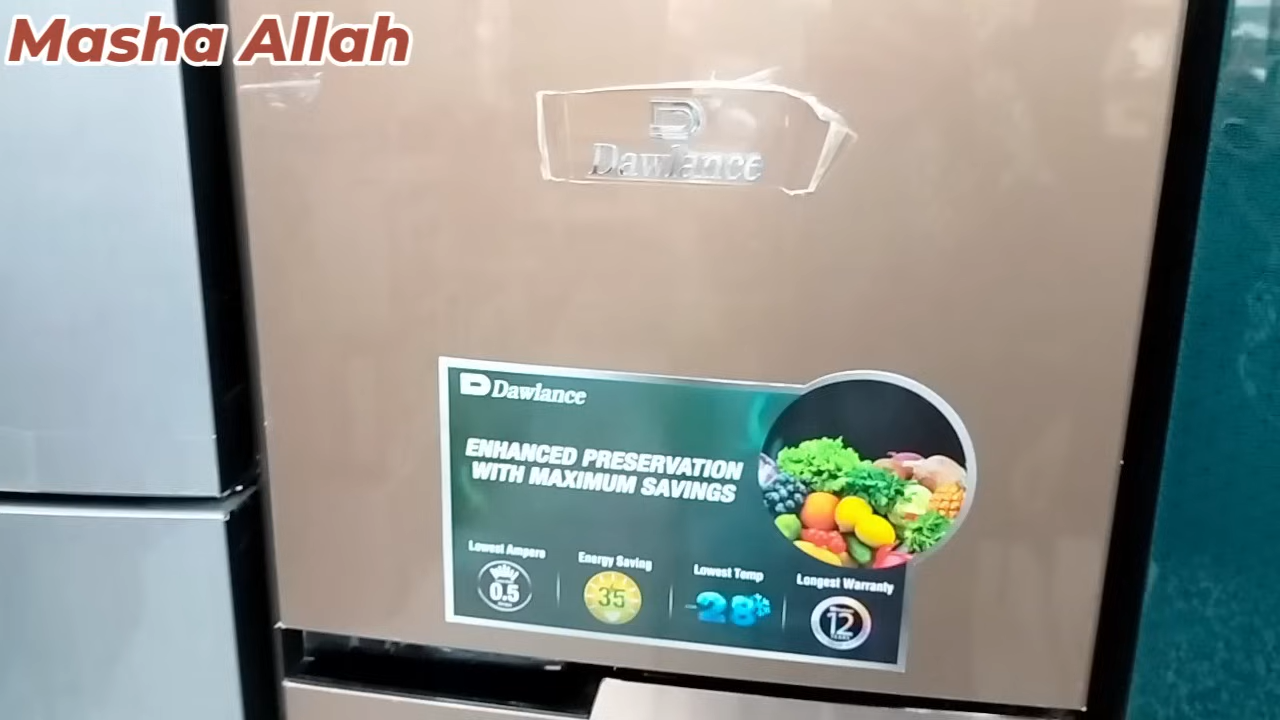 Masha Allah
D
Dawlance
Dawlance
ENHANCED PRESERVATION
WITH MAXIMUM SAVINGS
Lowest Ampere
Energy Saving
Lowest Temp
Longest Warranty
0.5
35
-28
12